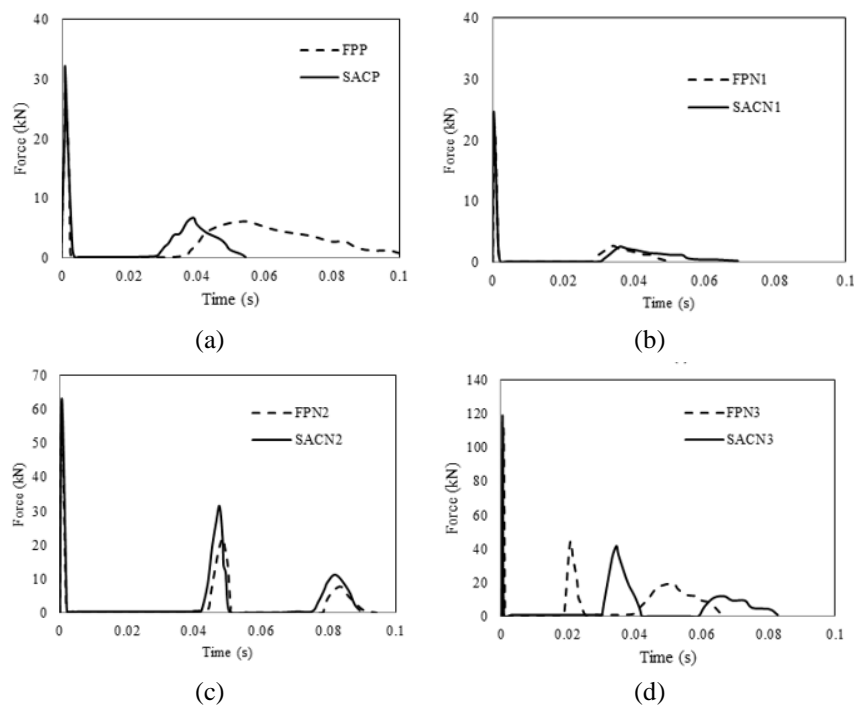 40
30
20
10
0
Force (kN)
FPP
SACP
0 0.02 0.04 0.06 0.08 0.1
Time (s)
(a)
40
30
20
10
0
Force (kN)
FPN1
SACN1
0 0.02 0.04 0.06 0.08 0.1
Time (s)
(b)
70
60
50
40
30
20
10
0
Force (kN)
FPN2
SACN2
0 0.02 0.04 0.06 0.08 0.1
Time (s)
(c)
140
120
100
80
60
40
20
0
Force (kN)
FPN3
SACN3
0 0.02 0.04 0.06 0.08 0.1
Time (s)
(d)